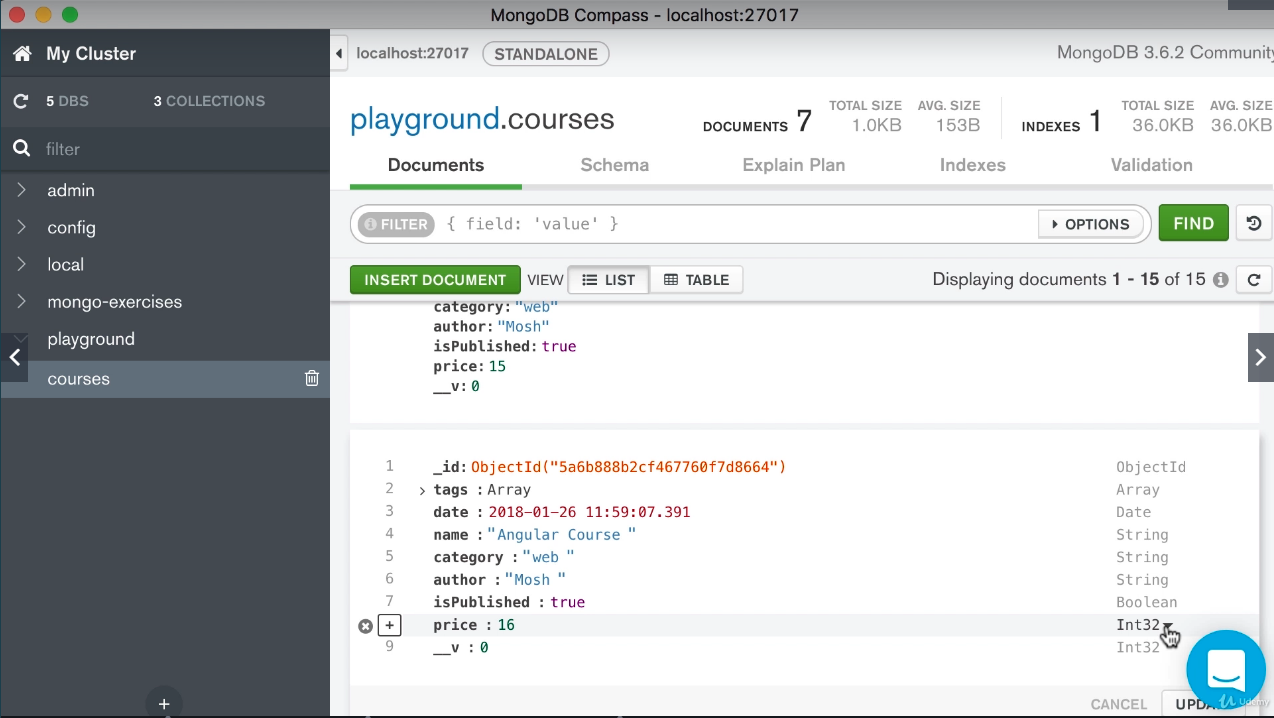 MongoDB Compass - localhost:27017
My Cluster
localhost:27017 STANDALONE
MongoDB 3.6.2 Community
5 DBS 3 COLLECTIONS
filter
admin
config
local
mongo-exercises
playground
courses
+
playground.courses
DOCUMENTS 7 TOTAL SIZE 1.0KB AVG. SIZE 153B INDEXES 1 TOTAL SIZE 36.0KB AVG. SIZE 36.0KB
Documents Schema Explain Plan Indexes Validation
FILTER { field: 'value' } OPTIONS FIND
INSERT DOCUMENT VIEW LIST TABLE Displaying documents 1 - 15 of 15
category: "web"
author: "Mosh"
isPublished: true
price: 15
__v: 0
1 _id: ObjectId("5a6b888b2cf467760f7d8664") ObjectId
2 > tags : Array Array
3 date : 2018-01-26 11:59:07.391 Date
4 name : "Angular Course " String
5 category : "web " String
6 author : "Mosh " String
7 isPublished : true Boolean
+ price : 16 Int32
9 __v : 0 Int32
CANCEL
Udemy